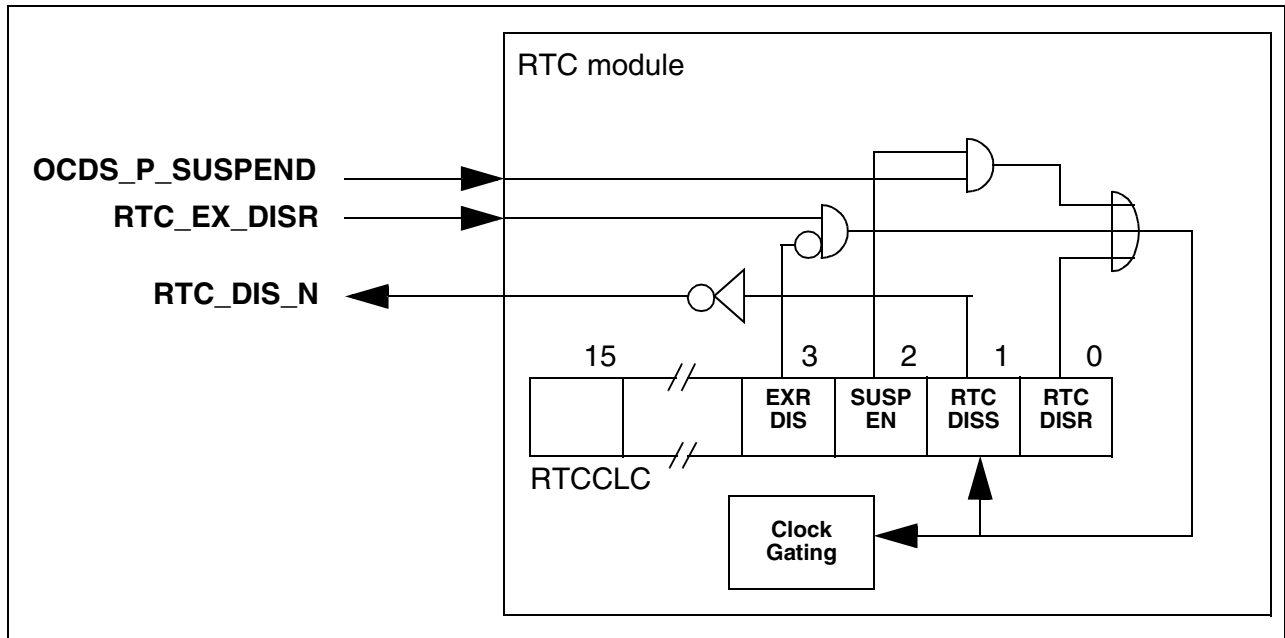 RTC module
OCDS_P_SUSPEND
RTC_EX_DISR
RTC_DIS_N
15 3 2 1 0
EXR SUSP RTC RTC
DIS EN DISS DISR
RTCCLC
Clock
Gating